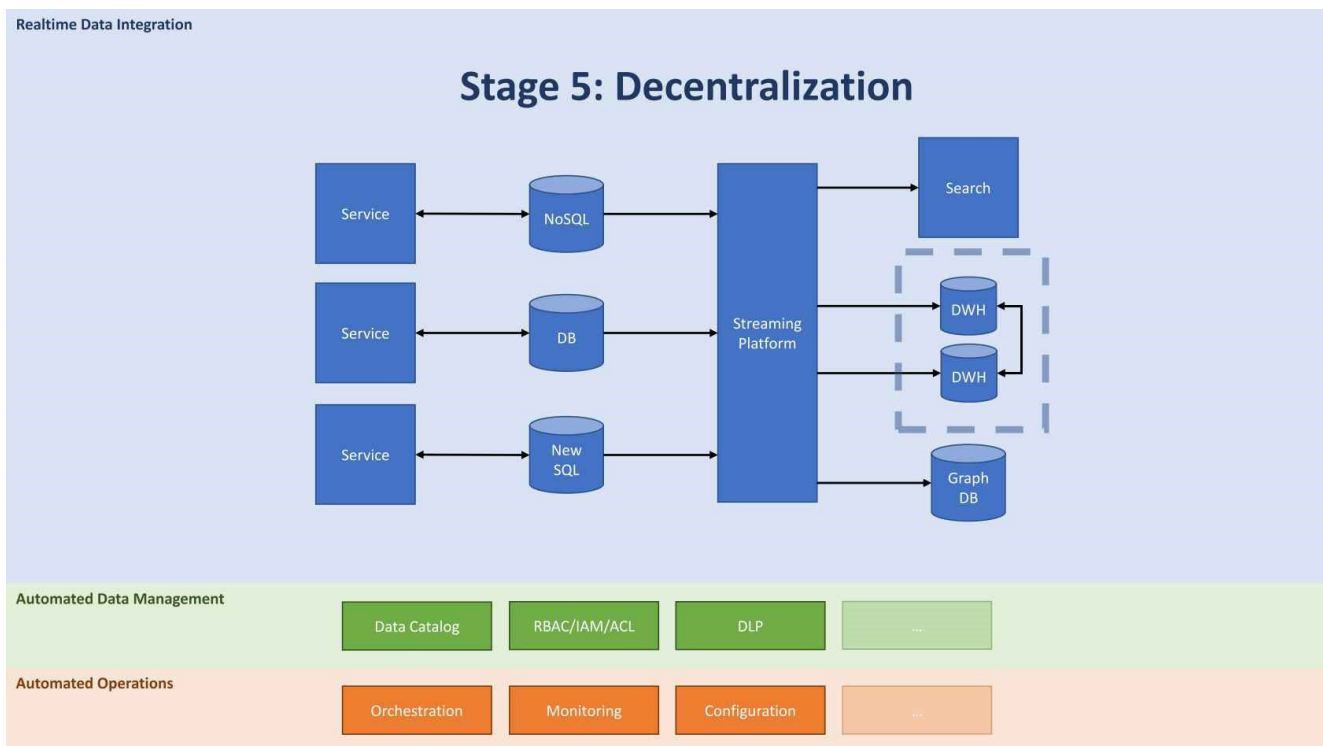 Realtime Data Integration
Stage 5: Decentralization
Service
NoSQL
Service
DB
Service
New
SQL
Streaming
Platform
Search
DWH
DWH
Graph
DB
Automated Data Management
Data Catalog
RBAC/IAM/ACL
DLP
...
Automated Operations
Orchestration
Monitoring
Configuration
...